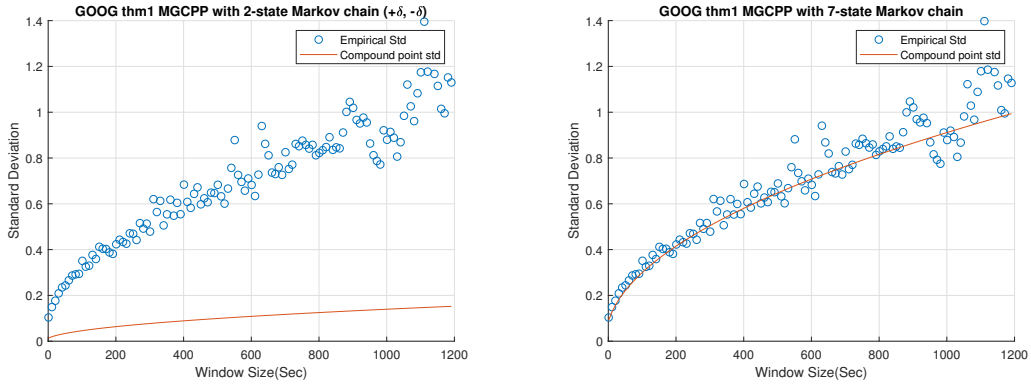 GOOG thm1 MGCPP with 2-state Markov chain (+δ, -δ)
Empirical Std
Compound point std
Standard Deviation
1.4
1.2
1
0.8
0.6
0.4
0.2
0
0 200 400 600 800 1000 1200
Window Size(Sec)
GOOG thm1 MGCPP with 7-state Markov chain
Empirical Std
Compound point std
Standard Deviation
1.4
1.2
1
0.8
0.6
0.4
0.2
0
0 200 400 600 800 1000 1200
Window Size(Sec)